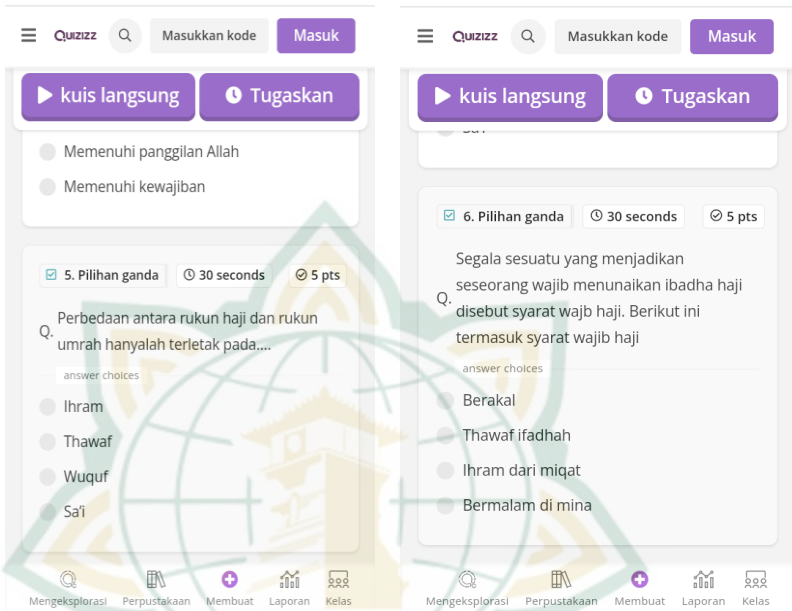 Quizizz
Masukkan kode
Masuk
kuis langsung
Tugaskan
Memenuhi panggilan Allah
Memenuhi kewajiban
5. Pilihan ganda
30 seconds
5 pts
Q. Perbedaan antara rukun haji dan rukun
umrah hanyalah terletak pada....
answer choices
Ihram
Thawaf
Wuquf
Sa'i
Mengeksplorasi
Perpustakaan
Membuat
Laporan
Kelas
Quizizz
Masukkan kode
Masuk
kuis langsung
Tugaskan
Sa'i
6. Pilihan ganda
30 seconds
5 pts
Segala sesuatu yang menjadikan
seseorang wajib menunaikan ibadha haji
Q. disebut syarat wajb haji. Berikut ini
termasuk syarat wajib haji
answer choices
Berakal
Thawaf ifadhah
Ihram dari miqat
Bermalam di mina
Mengeksplorasi
Perpustakaan
Membuat
Laporan
Kelas